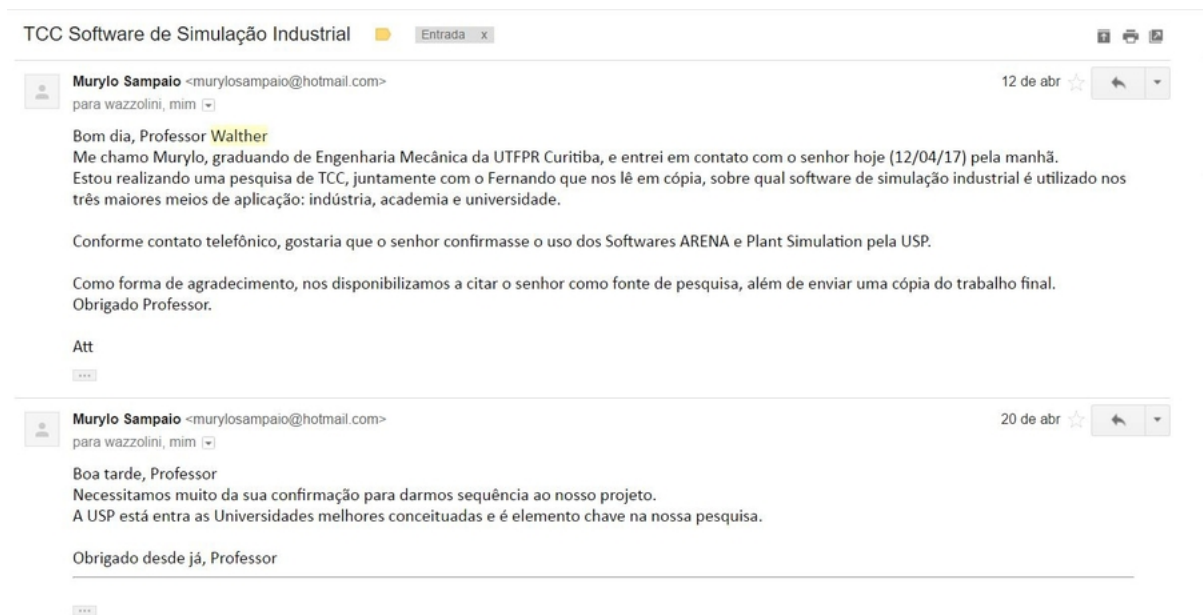 TCC Software de Simulação Industrial
Entrada x
Murylo Sampaio <murylosampaio@hotmail.com>
12 de abr
para wazzolini, mim
Bom dia, Professor Walther
Me chamo Murylo, graduando de Engenharia Mecânica da UTFPR Curitiba, e entrei em contato com o senhor hoje (12/04/17) pela manhã.
Estou realizando uma pesquisa de TCC, juntamente com o Fernando que nos lê em cópia, sobre qual software de simulação industrial é utilizado nos
três maiores meios de aplicação: indústria, academia e universidade.
Conforme contato telefônico, gostaria que o senhor confirmasse o uso dos Softwares ARENA e Plant Simulation pela USP.
Como forma de agradecimento, nos disponibilizamos a citar o senhor como fonte de pesquisa, além de enviar uma cópia do trabalho final.
Obrigado Professor.
Att
Murylo Sampaio <murylosampaio@hotmail.com>
20 de abr
para wazzolini, mim
Boa tarde, Professor
Necessitamos muito da sua confirmação para darmos sequência ao nosso projeto.
A USP está entra as Universidades melhores conceituadas e é elemento chave na nossa pesquisa.
Obrigado desde já, Professor